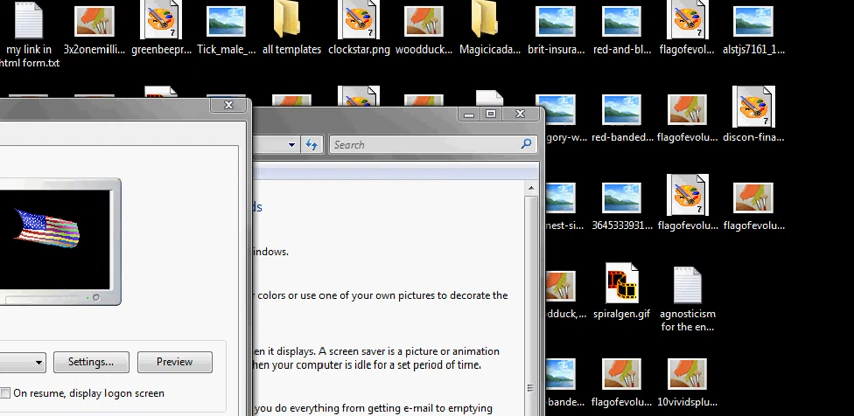 my link in
html form.txt
3x2onemilli...
greenbeepr...
Tick_male_...
all templates
clockstar.png
woodduck....
Magicicada...
brit-insura...
red-and-bl...
flagofevolu...
alstjs7161_1...
Search
gory-w...
red-banded...
flagofevolu...
discon-fina...
ds
indows.
r colors or use one of your own pictures to decorate the
nest-si...
3645333931...
flagofevolu...
flagofevolu...
en it displays. A screen saver is a picture or animation
hen your computer is idle for a set period of time.
dduck,...
spiralgen.gif
agnosticism
for the en...
Settings...
Preview
On resume, display logon screen
you do everything from getting e-mail to emptying
-bande...
flagofevolu...
10vividsplu...